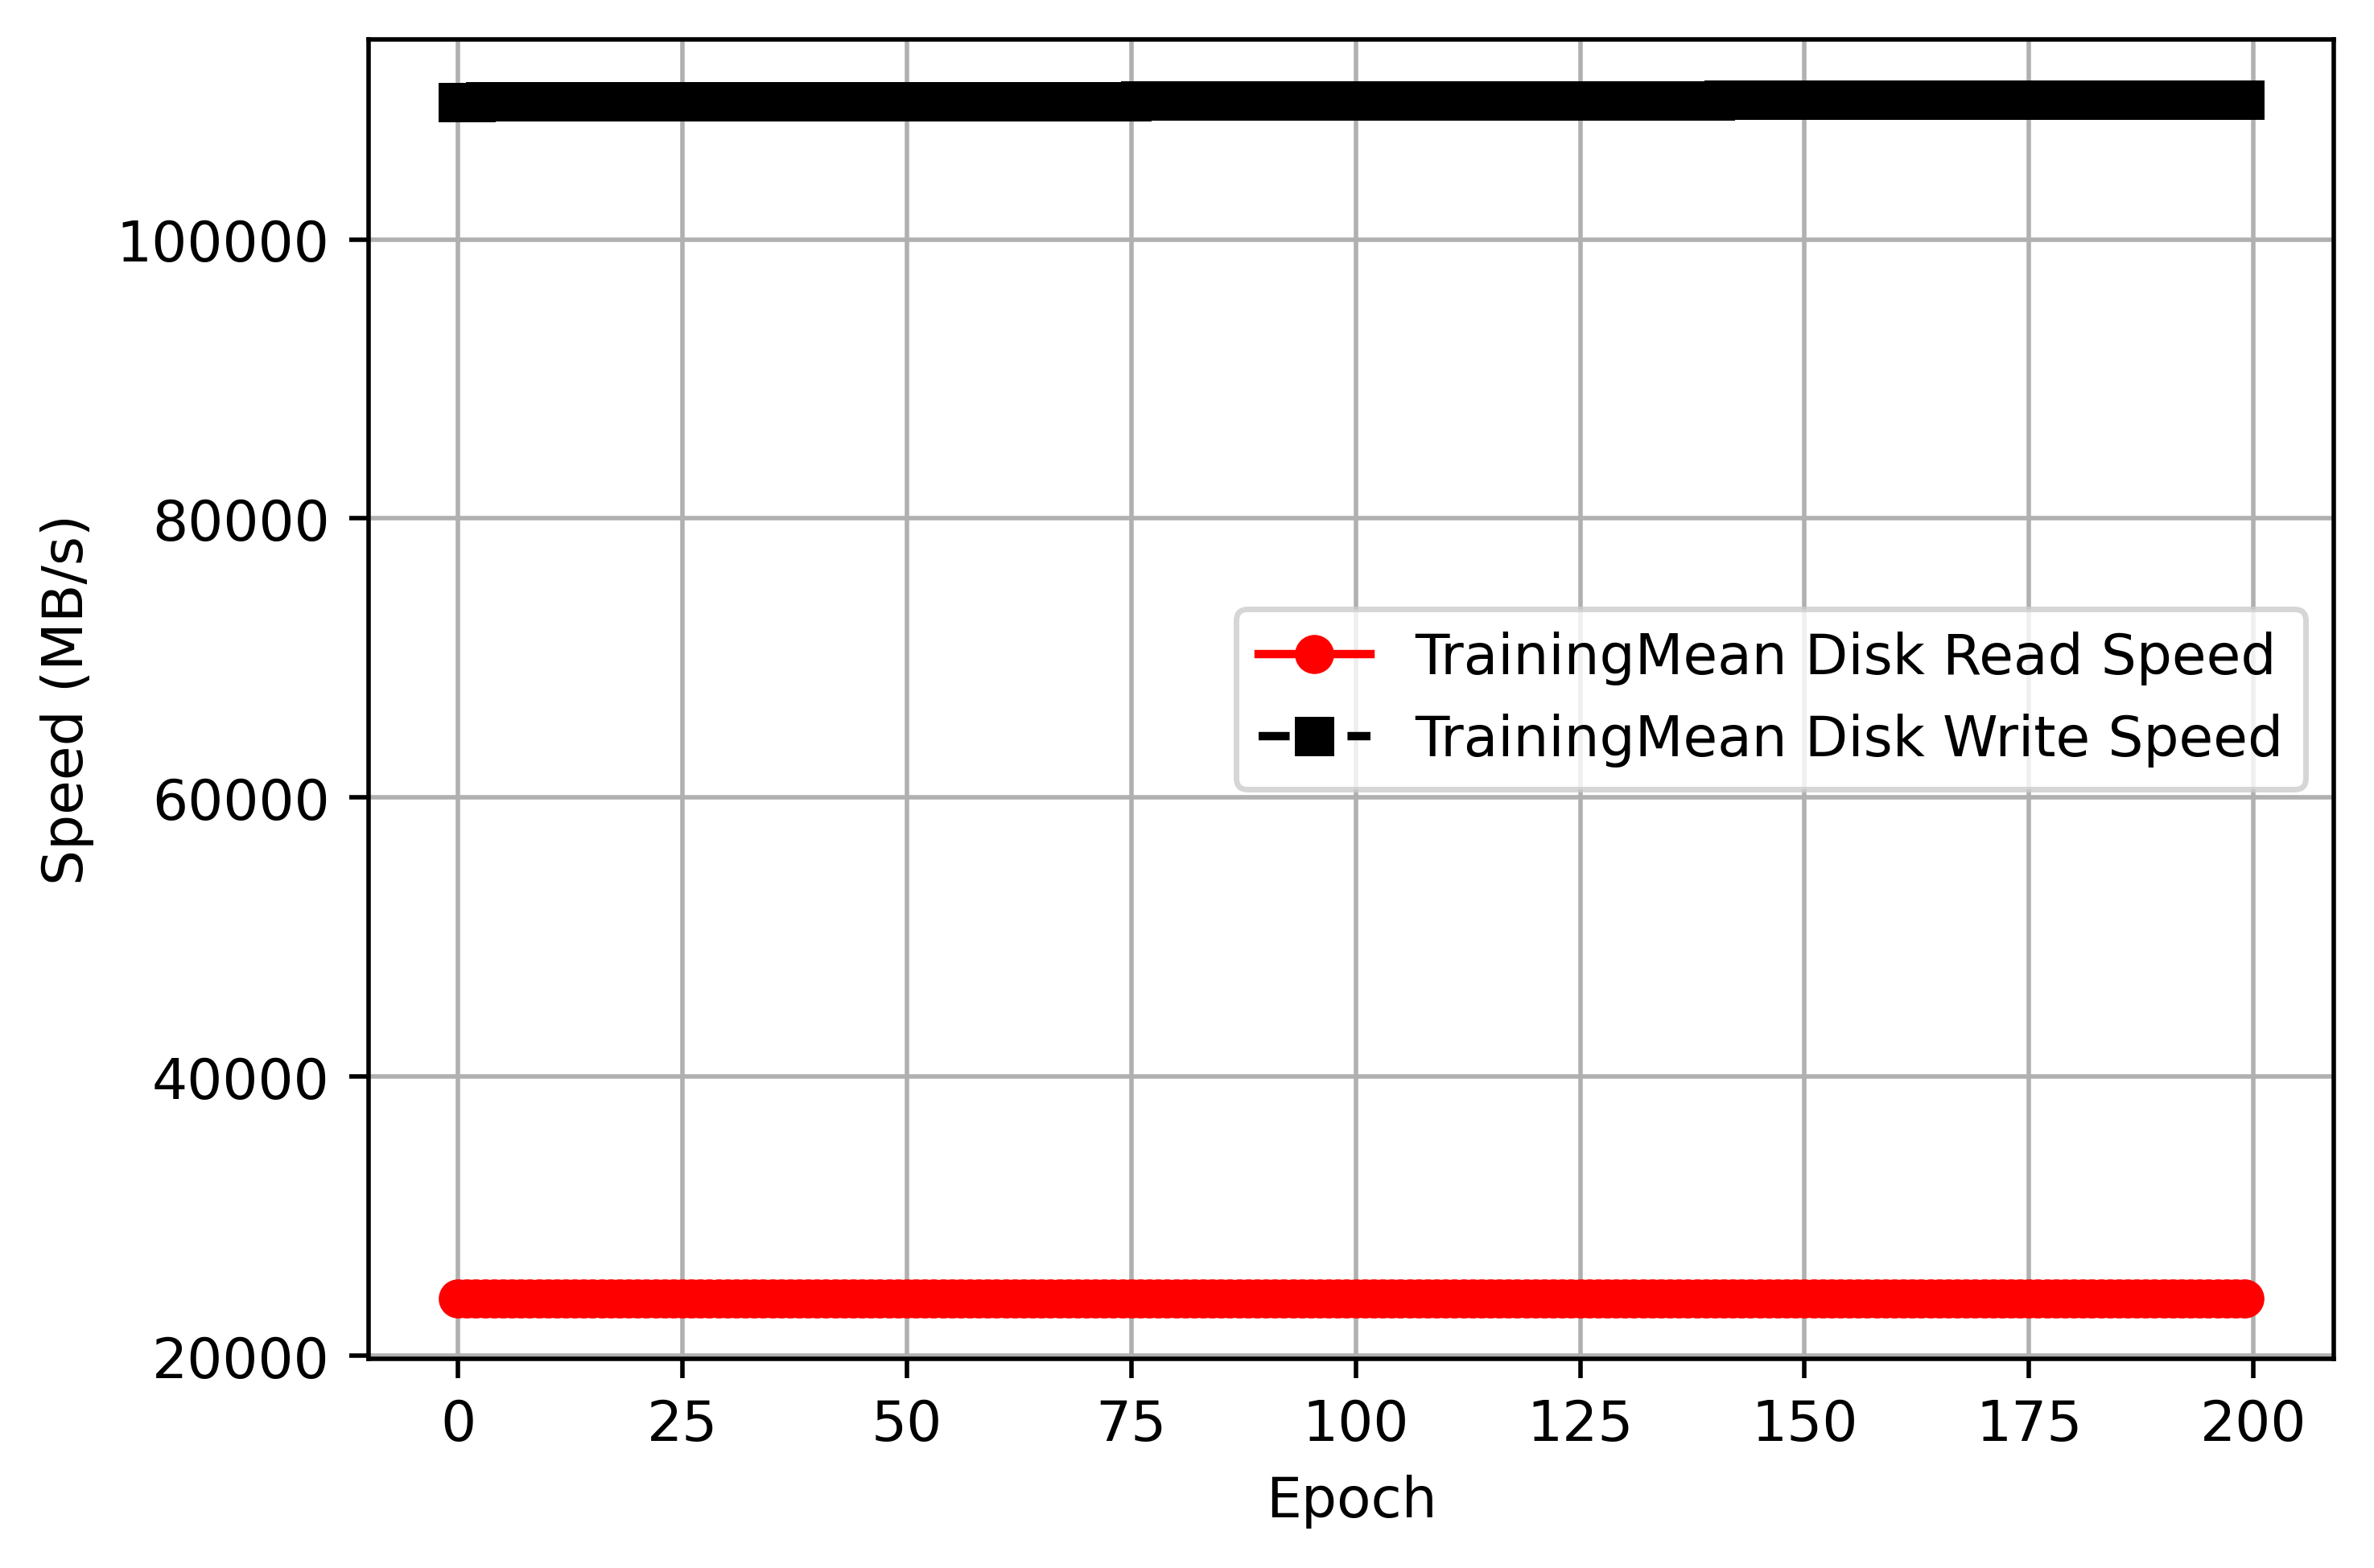 100000
80000
60000
40000
20000
Speed (MB/s)
TrainingMean Disk Read Speed
TrainingMean Disk Write Speed
0 25 50 75 100 125 150 175 200
Epoch